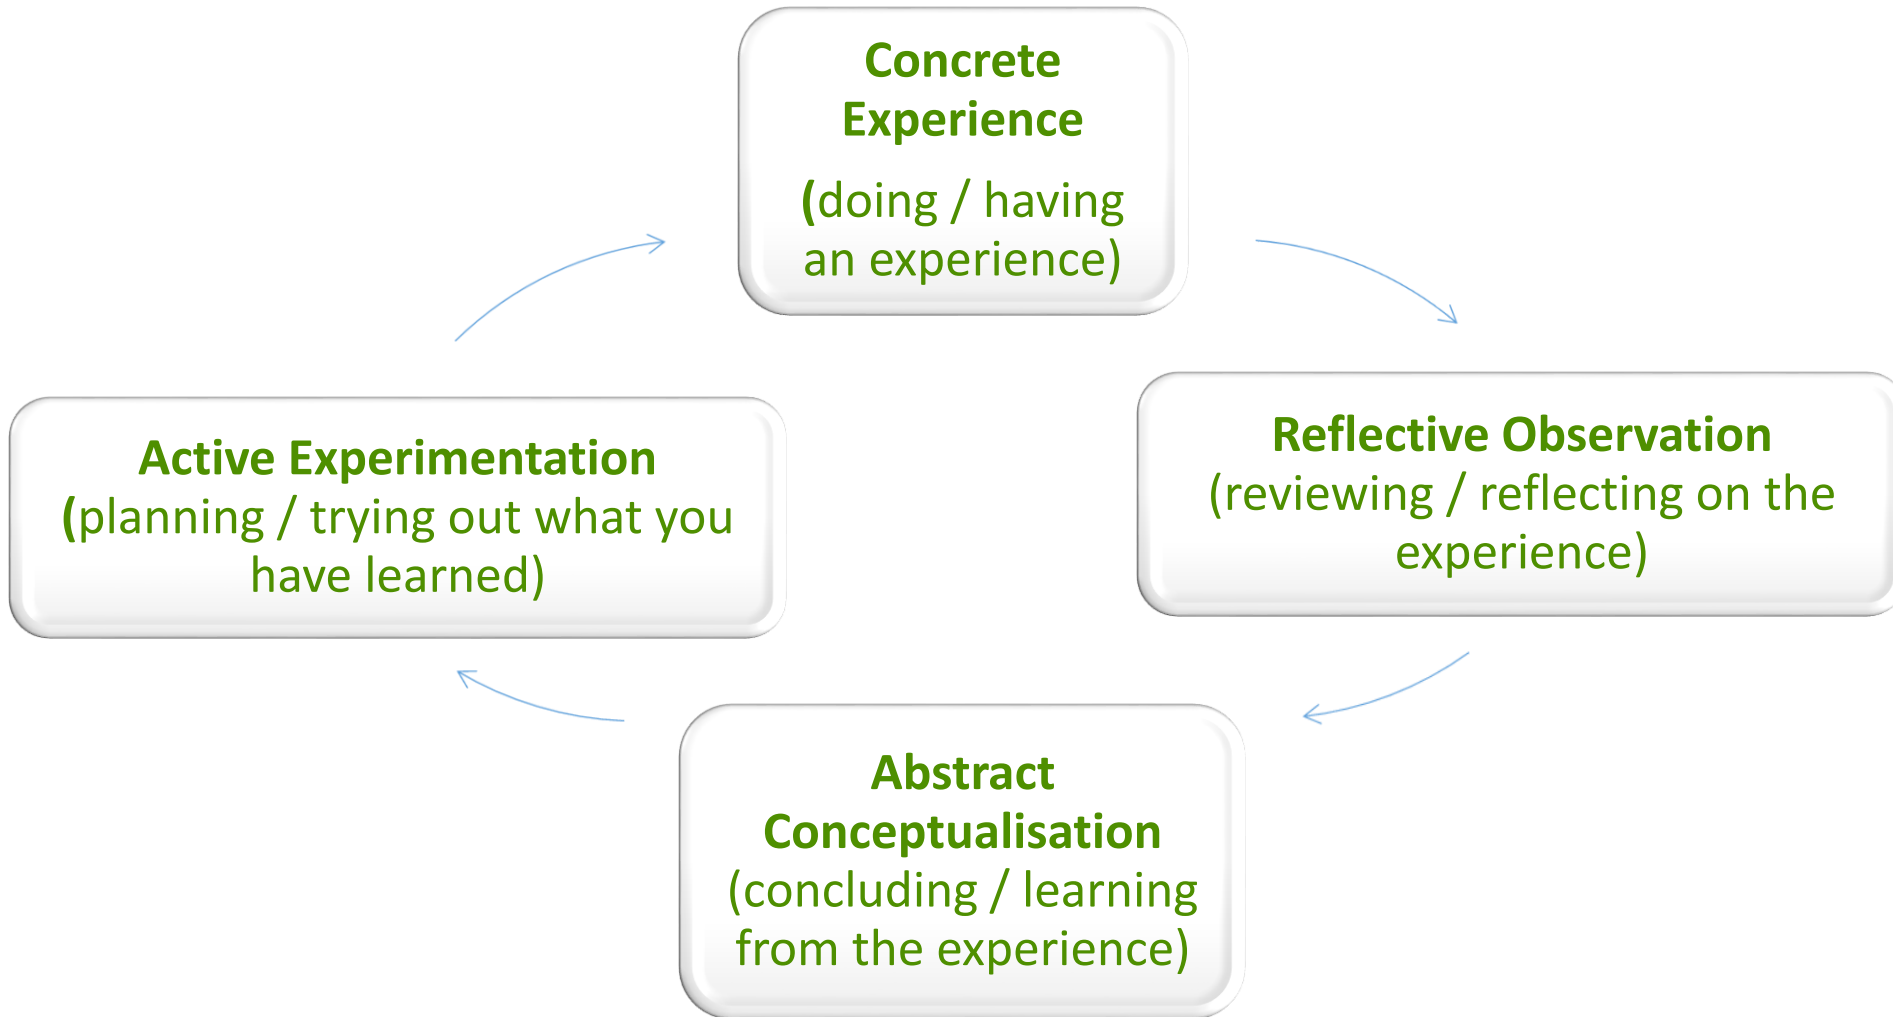 Concrete
Experience
(doing / having
an experience)
Active Experimentation
(planning / trying out what you
have learned)
Reflective Observation
(reviewing / reflecting on the
experience)
Abstract
Conceptualisation
(concluding / learning
from the experience)